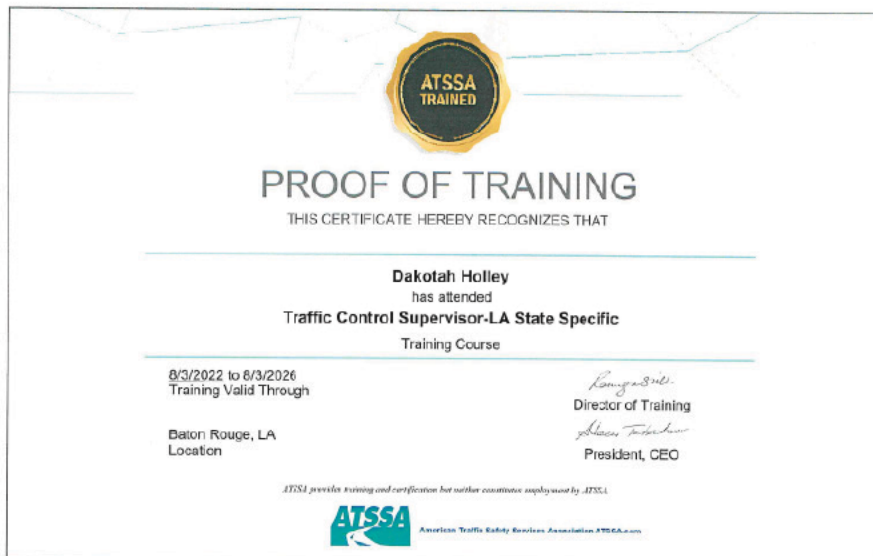 ATSSA
TRAINED
PROOF OF TRAINING
THIS CERTIFICATE HEREBY RECOGNIZES THAT
Dakotah Holley
has attended
Traffic Control Supervisor-LA State Specific
Training Course
8/3/2022 to 8/3/2026
Training Valid Through
Director of Training
Baton Rouge, LA
Location
President, CEO
ATSSA provides training and certification but neither constitutes employment by ATSSA.
ATSSA
American Traffic Safety Services Association ATSSA.com